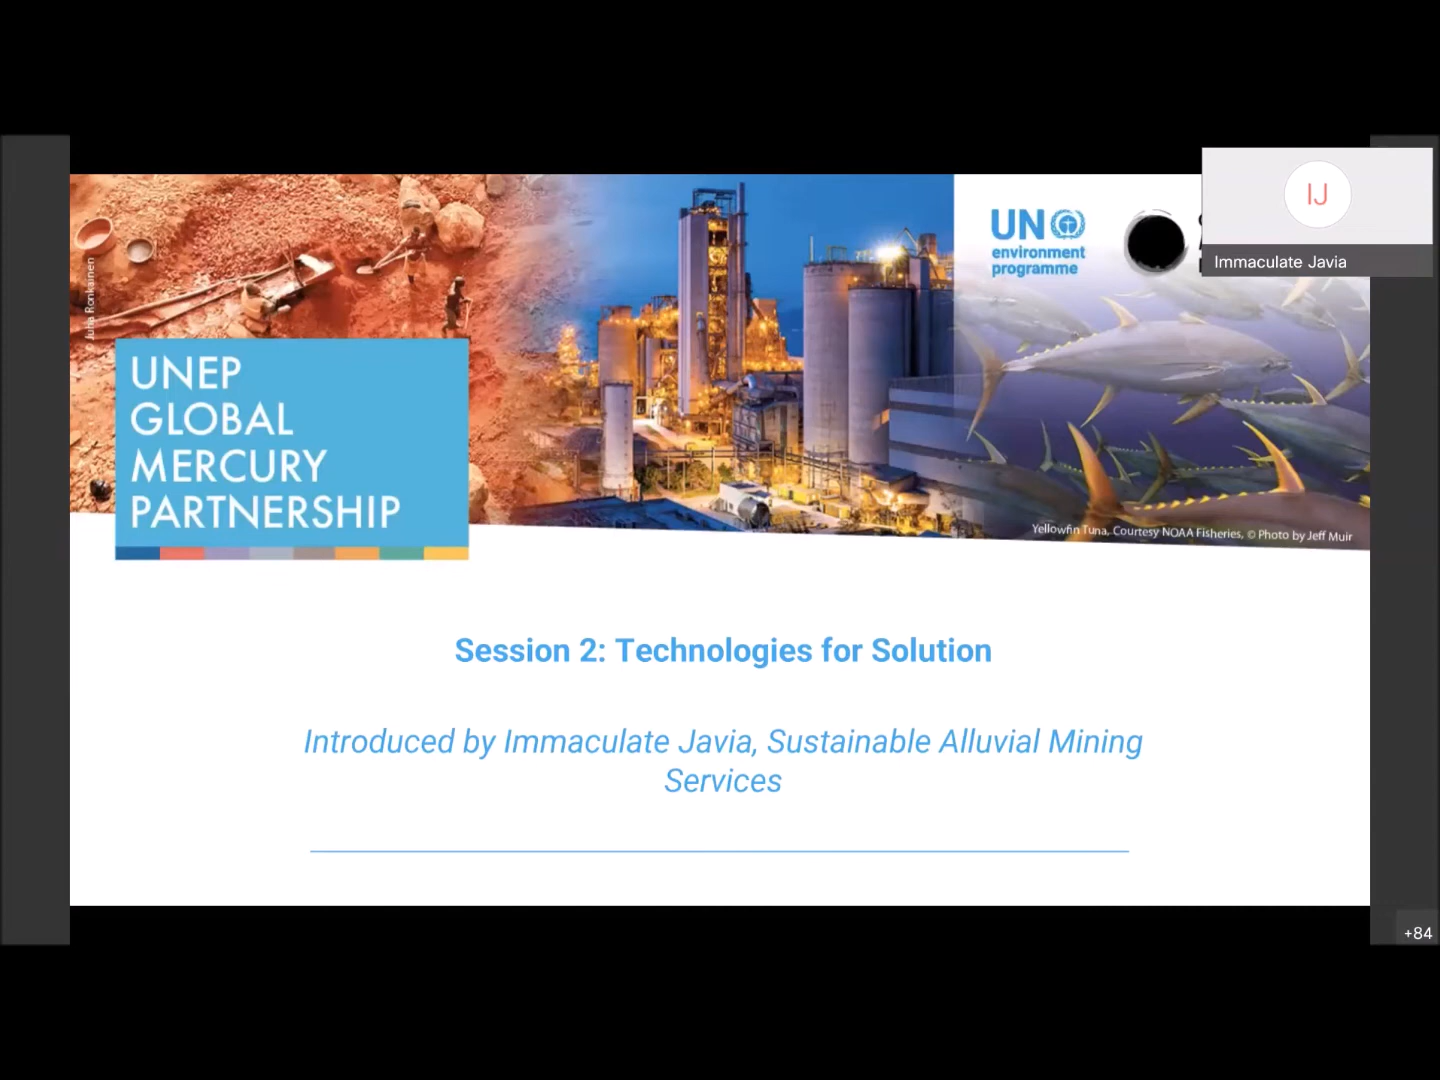 UN
environment
programme
IJ
Immaculate Javia
Juha Ronkainen
UNEP
GLOBAL
MERCURY
PARTNERSHIP
Yellowfin Tuna, Courtesy NOAA Fisheries, © Photo by Jeff Muir
Session 2: Technologies for Solution
Introduced by Immaculate Javia, Sustainable Alluvial Mining
Services
+84